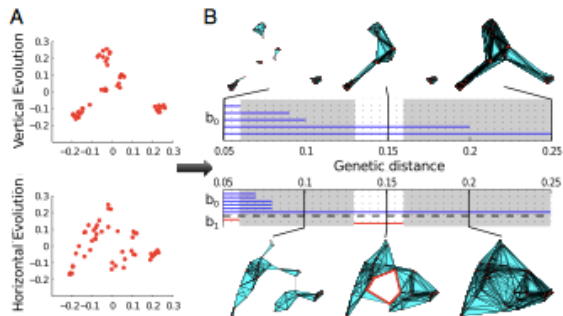 A
B
Vertical Evolution
0.3
0.2
0.1
0
-0.1
-0.2
-0.2 -0.1 0 0.1 0.2 0.3
b0
0.05 0.1 0.15 0.2 0.25
Genetic distance
Horizontal Evolution
0.3
0.2
0.1
0
-0.1
-0.2
-0.2 -0.1 0 0.1 0.2 0.3
0.05 0.1 0.15 0.2 0.25
b0
b1